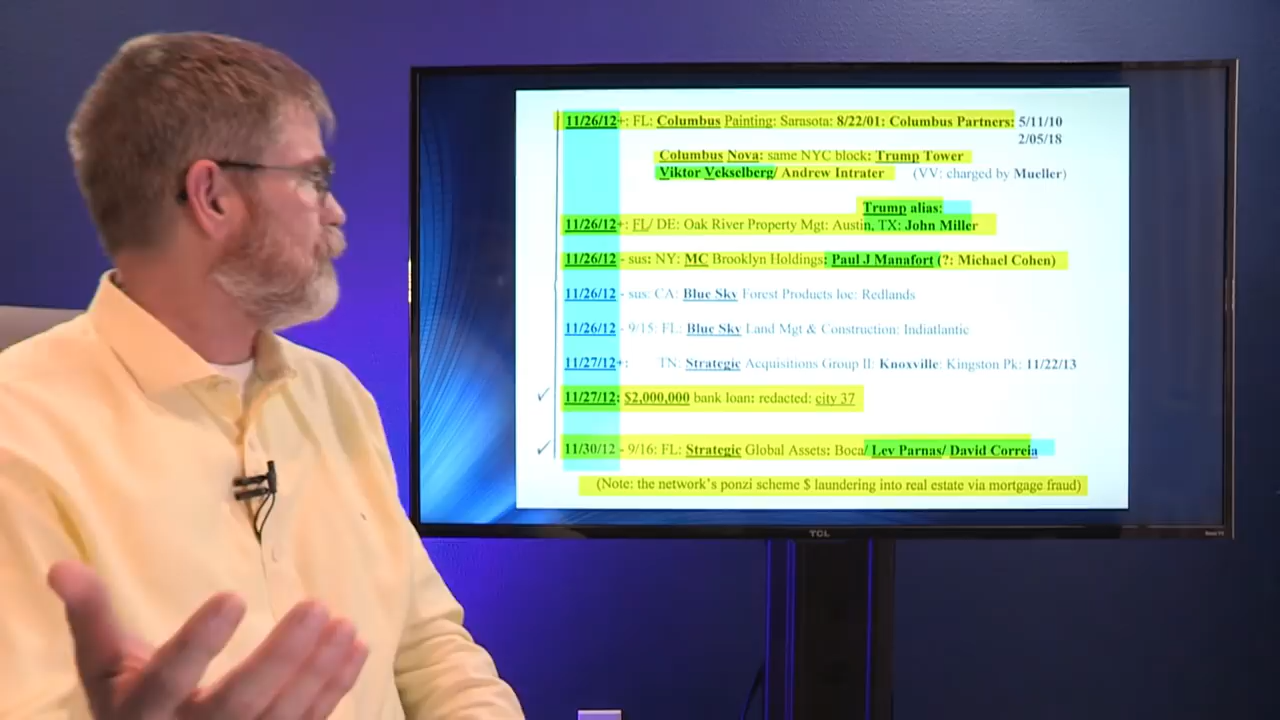 11/26/12+: FL: Columbus Painting: Sarasota: 8/22/01: Columbus Partners: 5/11/10
2/05/18
Columbus Nova: same NYC block: Trump Tower
Viktor Vekselberg/ Andrew Intrater (VV: charged by Mueller)
Trump alias:
11/26/12+: FL/ DE: Oak River Property Mgt: Austin, TX: John Miller
11/26/12 - sus: NY: MC Brooklyn Holdings: Paul J Manafort (?: Michael Cohen)
11/26/12 - sus: CA: Blue Sky Forest Products Inc: Redlands
11/26/12 - 9/15: FL: Blue Sky Land Mgt & Construction: Indiatlantic
11/27/12+: TN: Strategic Acquisitions Group II: Knoxville: Kingston Pk: 11/22/13
11/27/12: $2,000,000 bank loan: redacted: city 37
11/30/12 - 9/16: FL: Strategic Global Assets: Boca/ Lev Parnas/ David Correia
(Note: the network's ponzi scheme $ laundering into real estate via mortgage fraud)
TCL